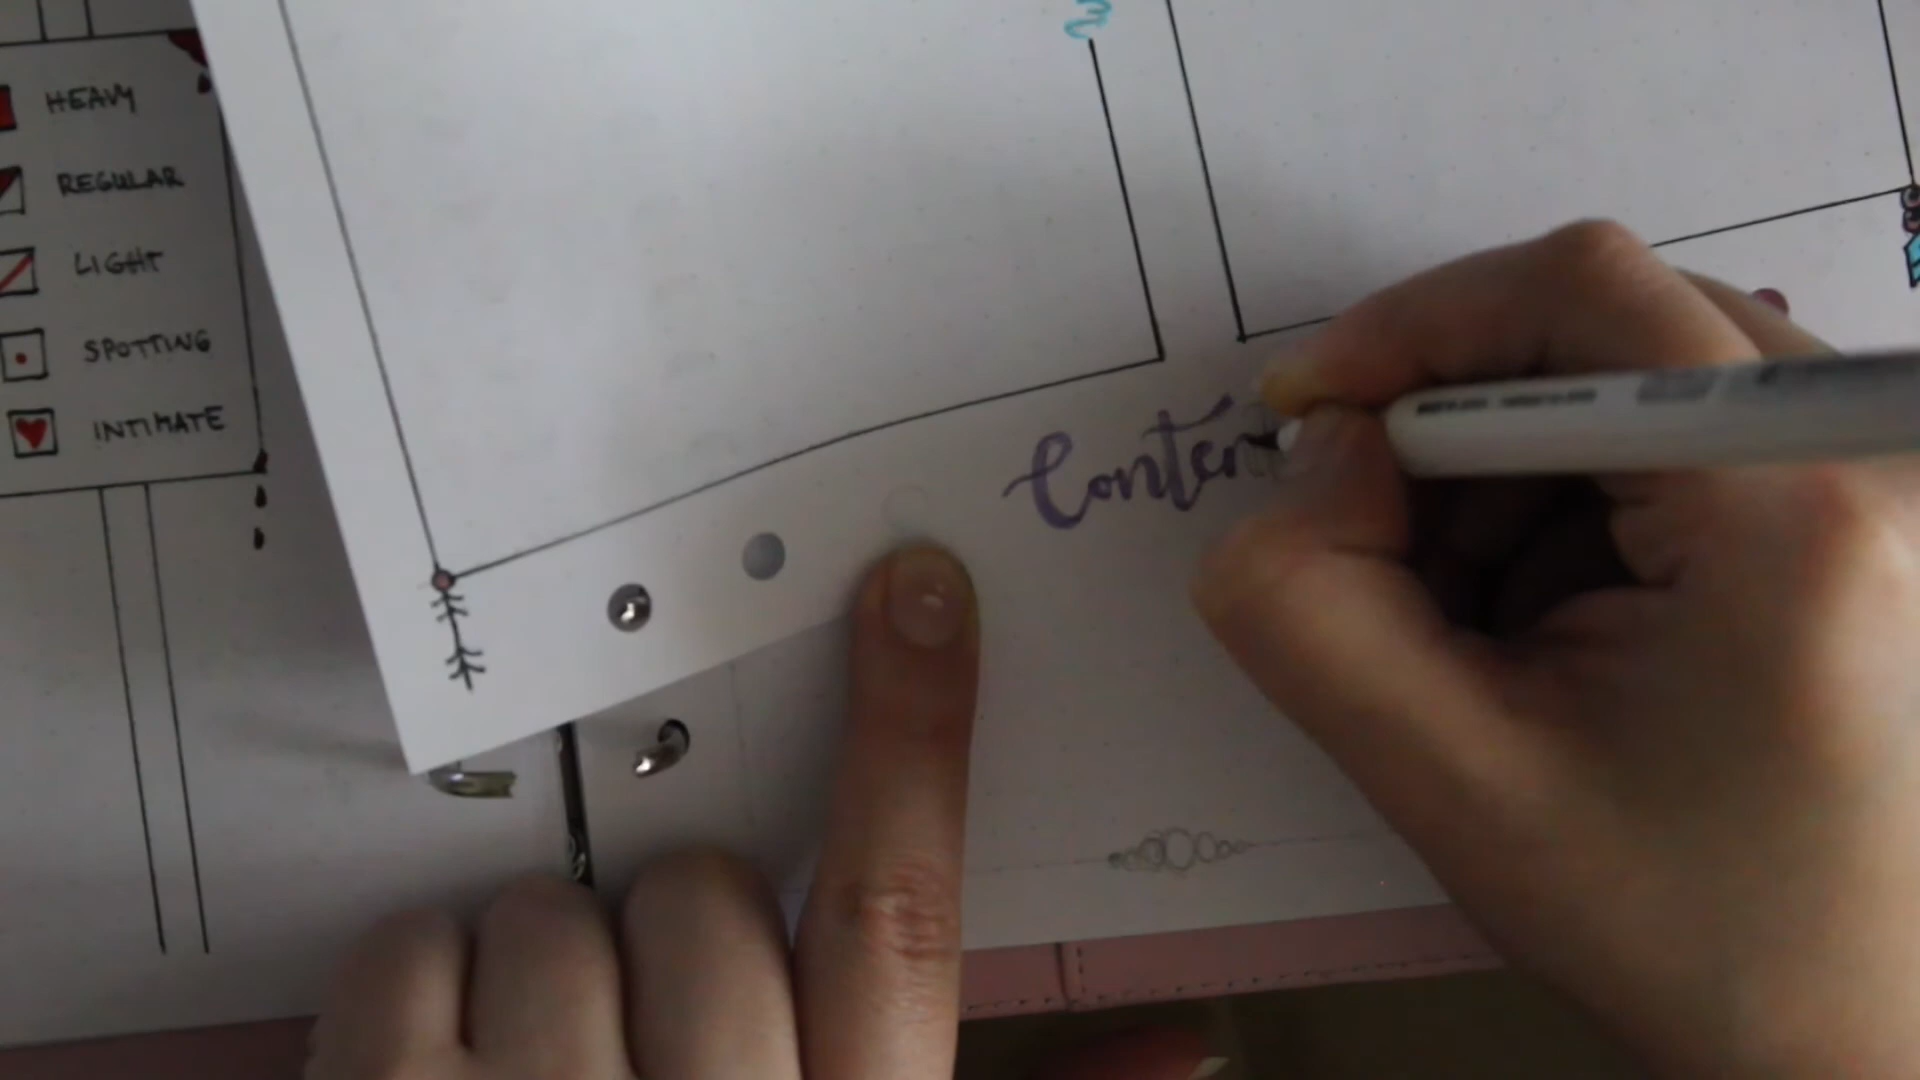 HEAVY
REGULAR
LIGHT
SPOTTING
INTIMATE
Conten